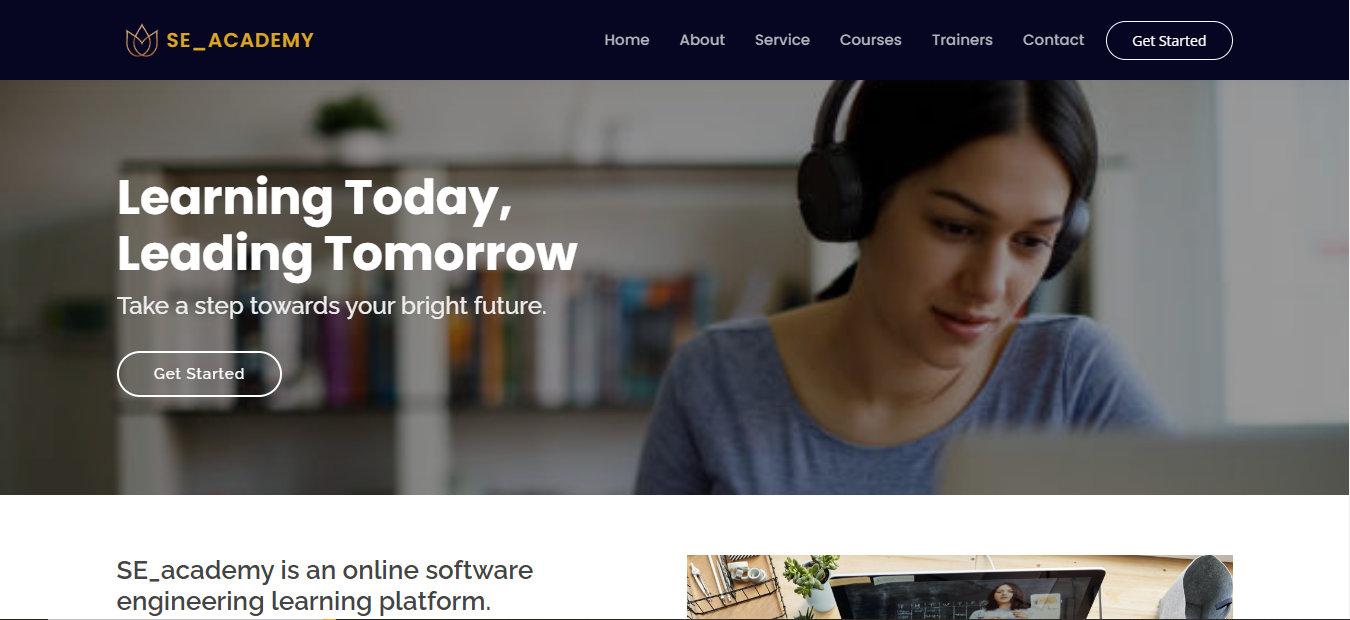 SE_ACADEMY
Home About Service Courses Trainers Contact Get Started
Learning Today,
Leading Tomorrow
Take a step towards your bright future.
Get Started
SE_academy is an online software
engineering learning platform.